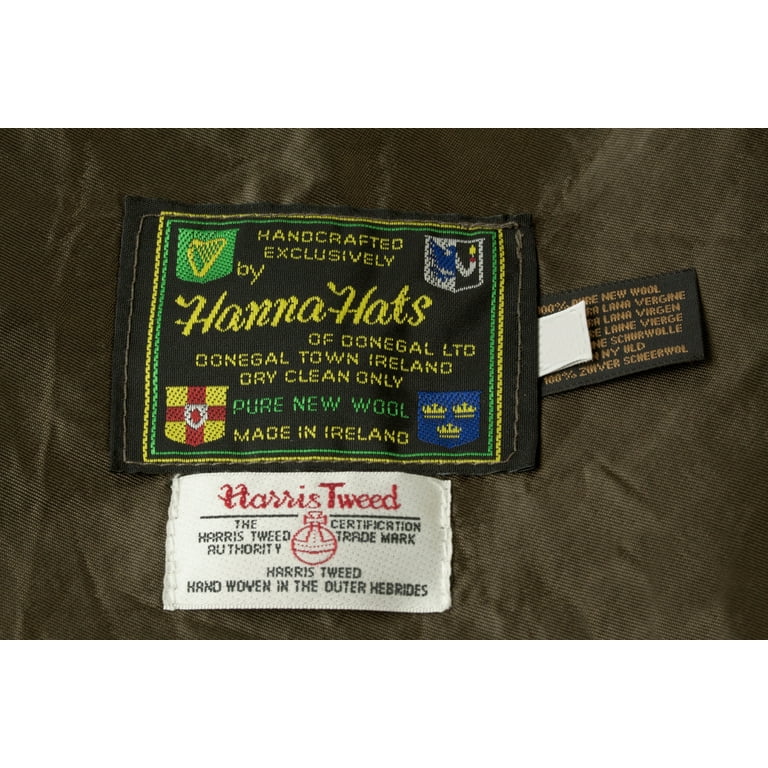 HANDCRAFTED
EXCLUSIVELY
by
Hanna Hats
OF DONEGAL LTD
DONEGAL TOWN IRELAND
DRY CLEAN ONLY
PURE NEW WOOL
MADE IN IRELAND
100% PURE NEW WOOL
LANA VERGINE
LANA VIRGEN
LAINE VIERGE
SCHURWOLLE
NY ULD
100% ZUIVER SCHEERWOL
Harris Tweed
THE HARRIS TWEED AUTHORITY
CERTIFICATION TRADE MARK
HARRIS TWEED
HAND WOVEN IN THE OUTER HEBRIDES